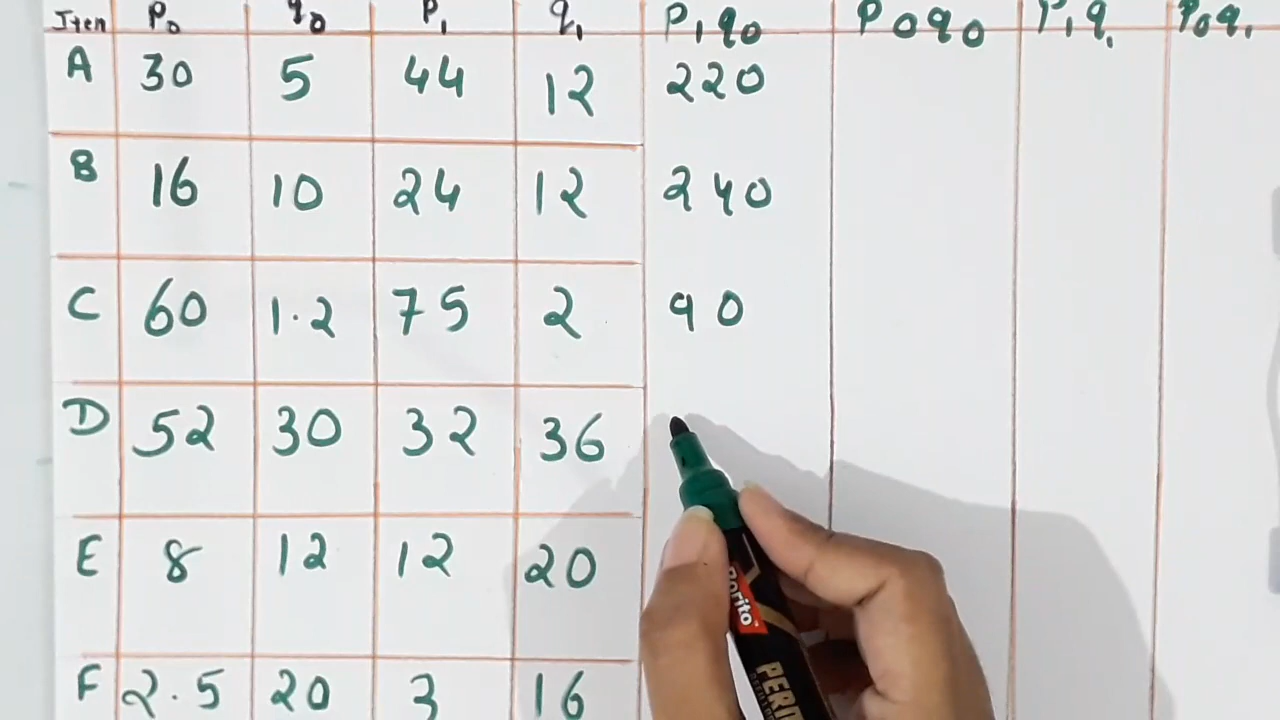 Item P₀ q₀ P₁ q₁ P₁q₀ P₀q₀ P₁q₁ P₀q₁
A 30 5 44 12 220
B 16 10 24 12 240
C 60 1.2 75 2 90
D 52 30 32 36
E 8 12 12 20
F 2.5 20 3 16
Dorito